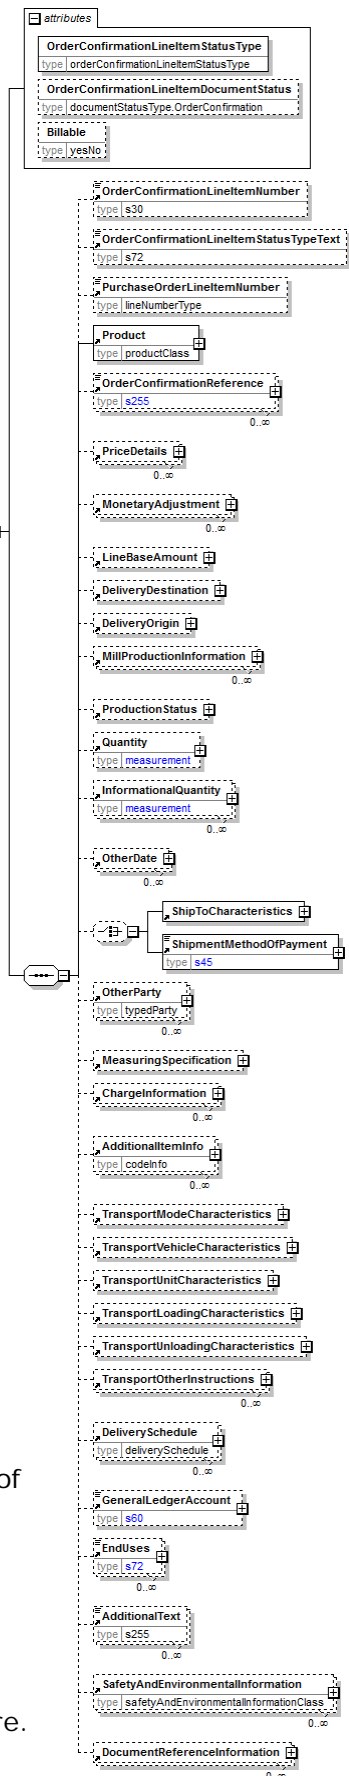 attributes
OrderConfirmationLineItemStatusType
type orderConfirmationLineItemStatusType
OrderConfirmationLineItemDocumentStatus
type documentStatusType.OrderConfirmation
Billable
type yesNo
OrderConfirmationLineItemNumber
type s30
OrderConfirmationLineItemStatusTypeText
type s72
PurchaseOrderLineItemNumber
type lineNumberType
Product
type productClass
OrderConfirmationReference
type s255
0..∞
PriceDetails
0..∞
MonetaryAdjustment
0..∞
LineBaseAmount
DeliveryDestination
DeliveryOrigin
MillProductionInformation
0..∞
ProductionStatus
Quantity
type measurement
InformationalQuantity
type measurement
0..∞
OtherDate
0..∞
ShipToCharacteristics
ShipmentMethodOfPayment
type s45
OtherParty
type typedParty
0..∞
MeasuringSpecification
ChargeInformation
0..∞
AdditionalItemInfo
type codeInfo
0..∞
TransportModeCharacteristics
TransportVehicleCharacteristics
TransportUnitCharacteristics
TransportLoadingCharacteristics
TransportUnloadingCharacteristics
TransportOtherInstructions
0..∞
DeliverySchedule
type deliverySchedule
0..∞
of
GeneralLedgerAccount
type s60
EndUses
type s72
0..∞
AdditionalText
type s255
0..∞
SafetyAndEnvironmentalInformation
type safetyAndEnvironmentalInformationClass
0..∞
re.
DocumentReferenceInformation
0..∞